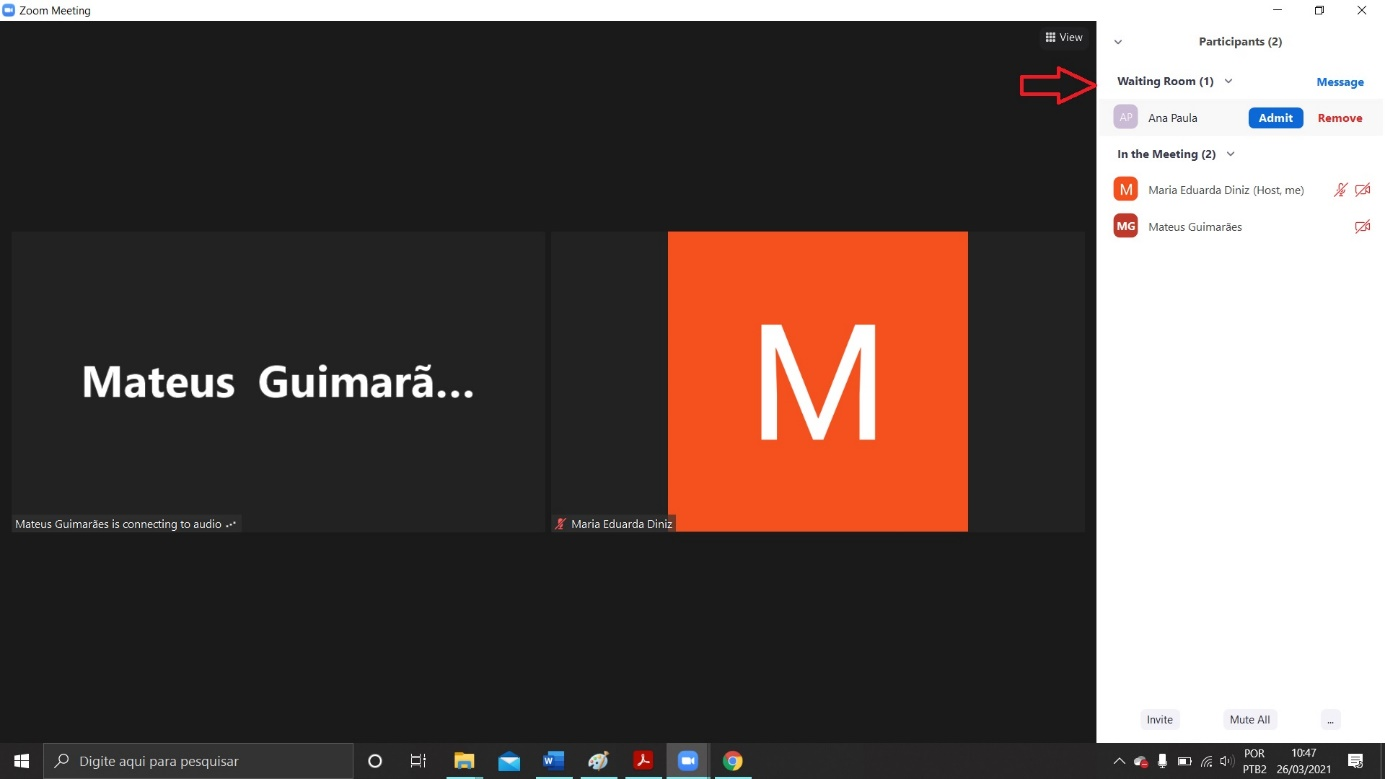 Zoom Meeting
View
Participants (2)
Waiting Room (1)
Message
AP
Ana Paula
Admit
Remove
In the Meeting (2)
M
Maria Eduarda Diniz (Host, me)
MG
Mateus Guimarães
Mateus Guimarã...
M
Mateus Guimarães is connecting to audio
Maria Eduarda Diniz
Invite
Mute All
...
Digite aqui para pesquisar
W
POR
PTB2
10:47
26/03/2021